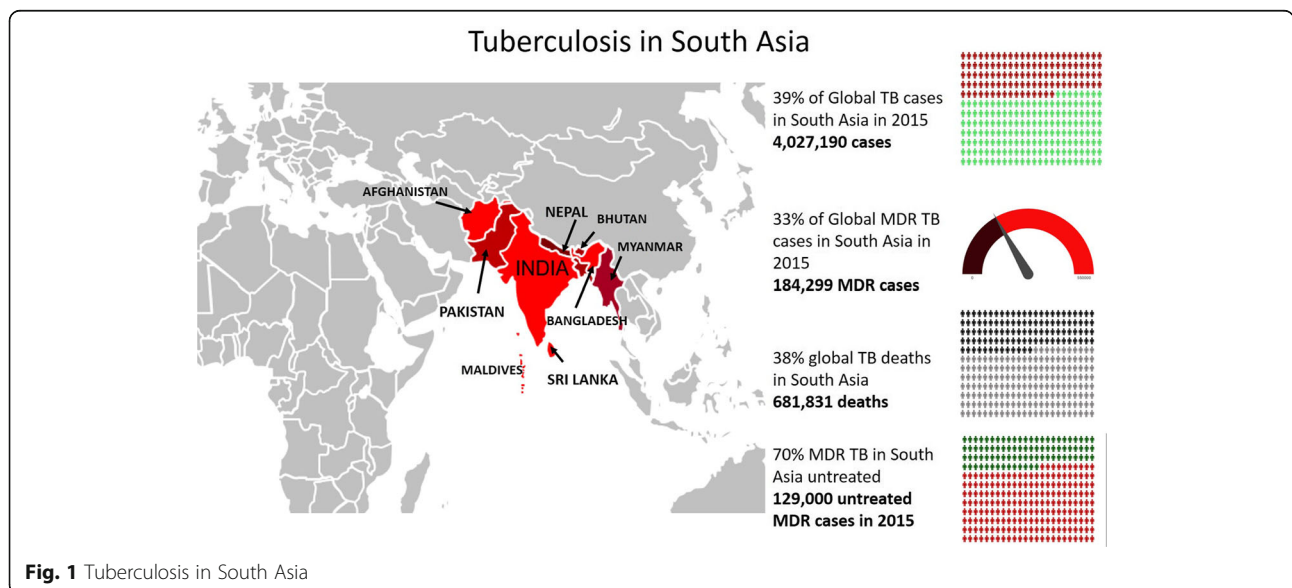 Tuberculosis in South Asia
39% of Global TB cases
in South Asia in 2015
4,027,190 cases
AFGHANISTAN
NEPAL
BHUTAN
MYANMAR
INDIA
PAKISTAN
BANGLADESH
MALDIVES
SRI LANKA
33% of Global MDR TB
cases in South Asia in
2015
184,299 MDR cases
0
38% global TB deaths
in South Asia
681,831 deaths
70% MDR TB in South
Asia untreated
129,000 untreated
MDR cases in 2015
Fig. 1 Tuberculosis in South Asia